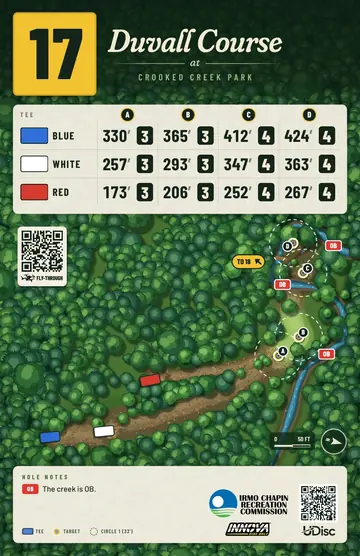 17
Duvall Course
at
CROOKED CREEK PARK
TEE A B C D
BLUE 330' 3 365' 3 412' 4 424' 4
WHITE 257' 3 293' 3 347' 4 363' 4
RED 173' 3 206' 3 252' 4 267' 4
FLY-THROUGH
D
OB
TO 18
C
OB
B
A
OB
0 50 FT
HOLE NOTES
OB The creek is OB.
IRMO CHAPIN
RECREATION
COMMISSION
TEE TARGET CIRCLE 1 (33')
INNOVA
DISC GOLF
UDisc